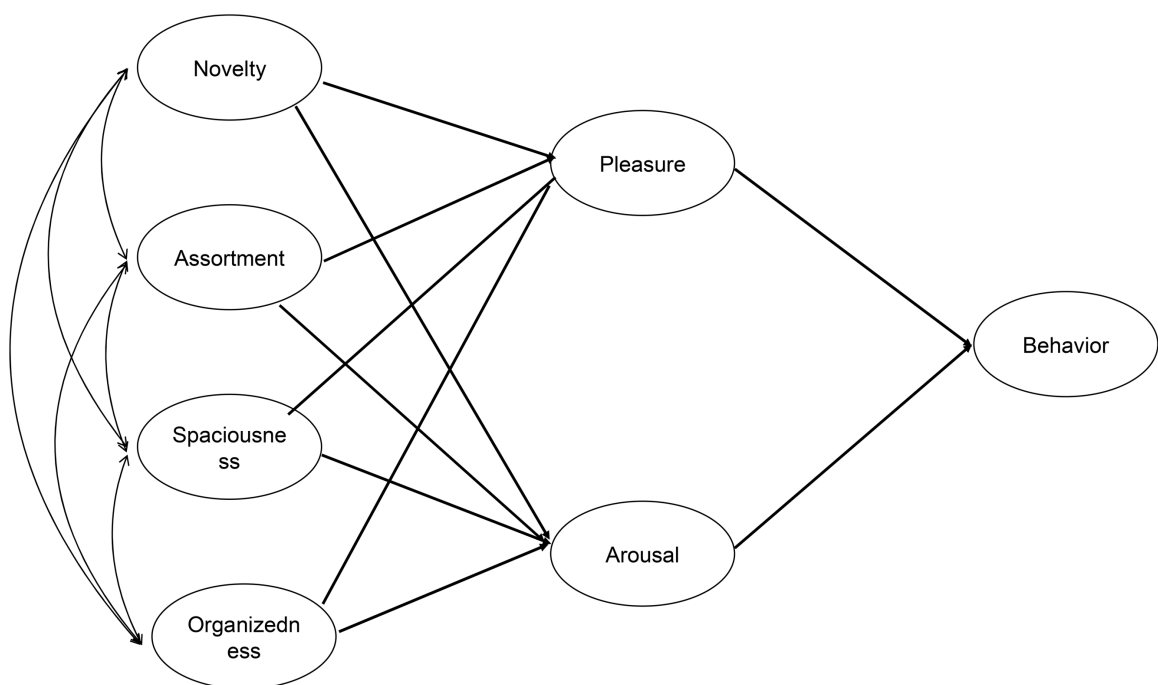 Novelty
Pleasure
Assortment
Behavior
Spaciousne
ss
Arousal
Organizedn
ess